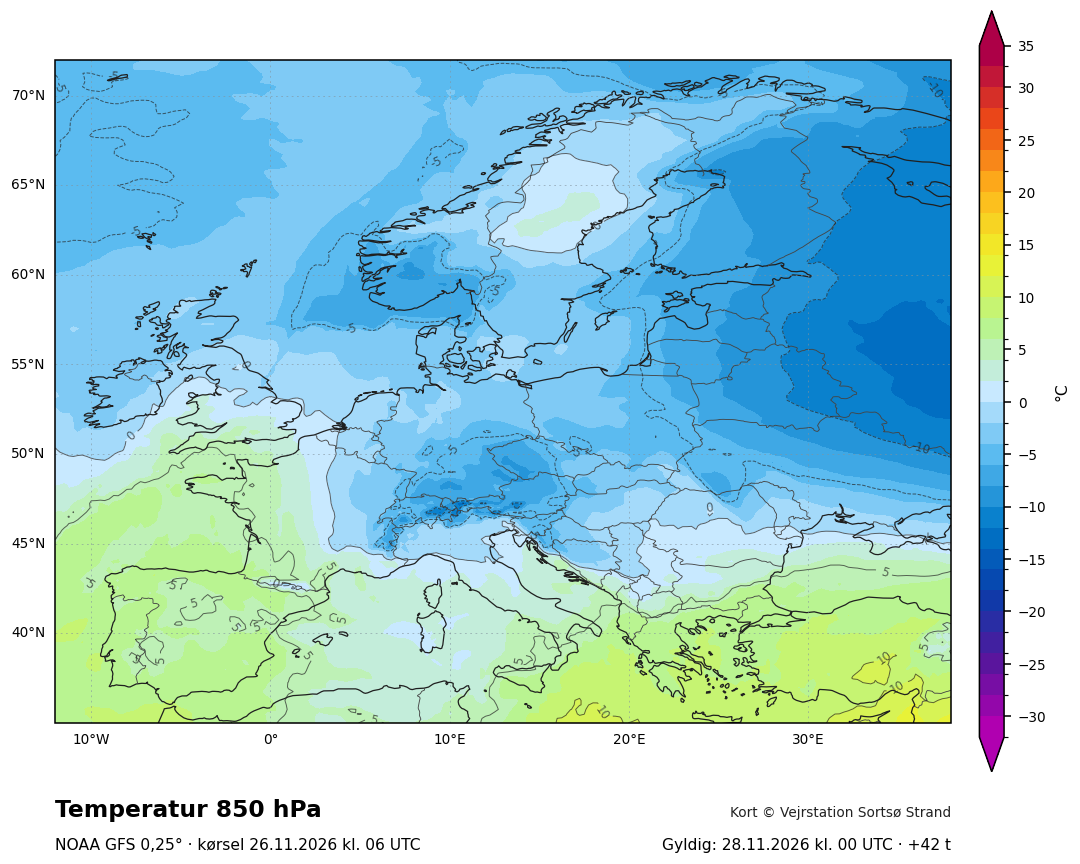 35
30
25
20
15
10
5
0
−5
−10
−15
−20
−25
−30
°C
70°N
65°N
60°N
55°N
50°N
45°N
40°N
10°W
0°
10°E
20°E
30°E
Temperatur 850 hPa
Kort © Vejrstation Sortsø Strand
NOAA GFS 0,25° · kørsel 26.11.2026 kl. 06 UTC
Gyldig: 28.11.2026 kl. 00 UTC · +42 t